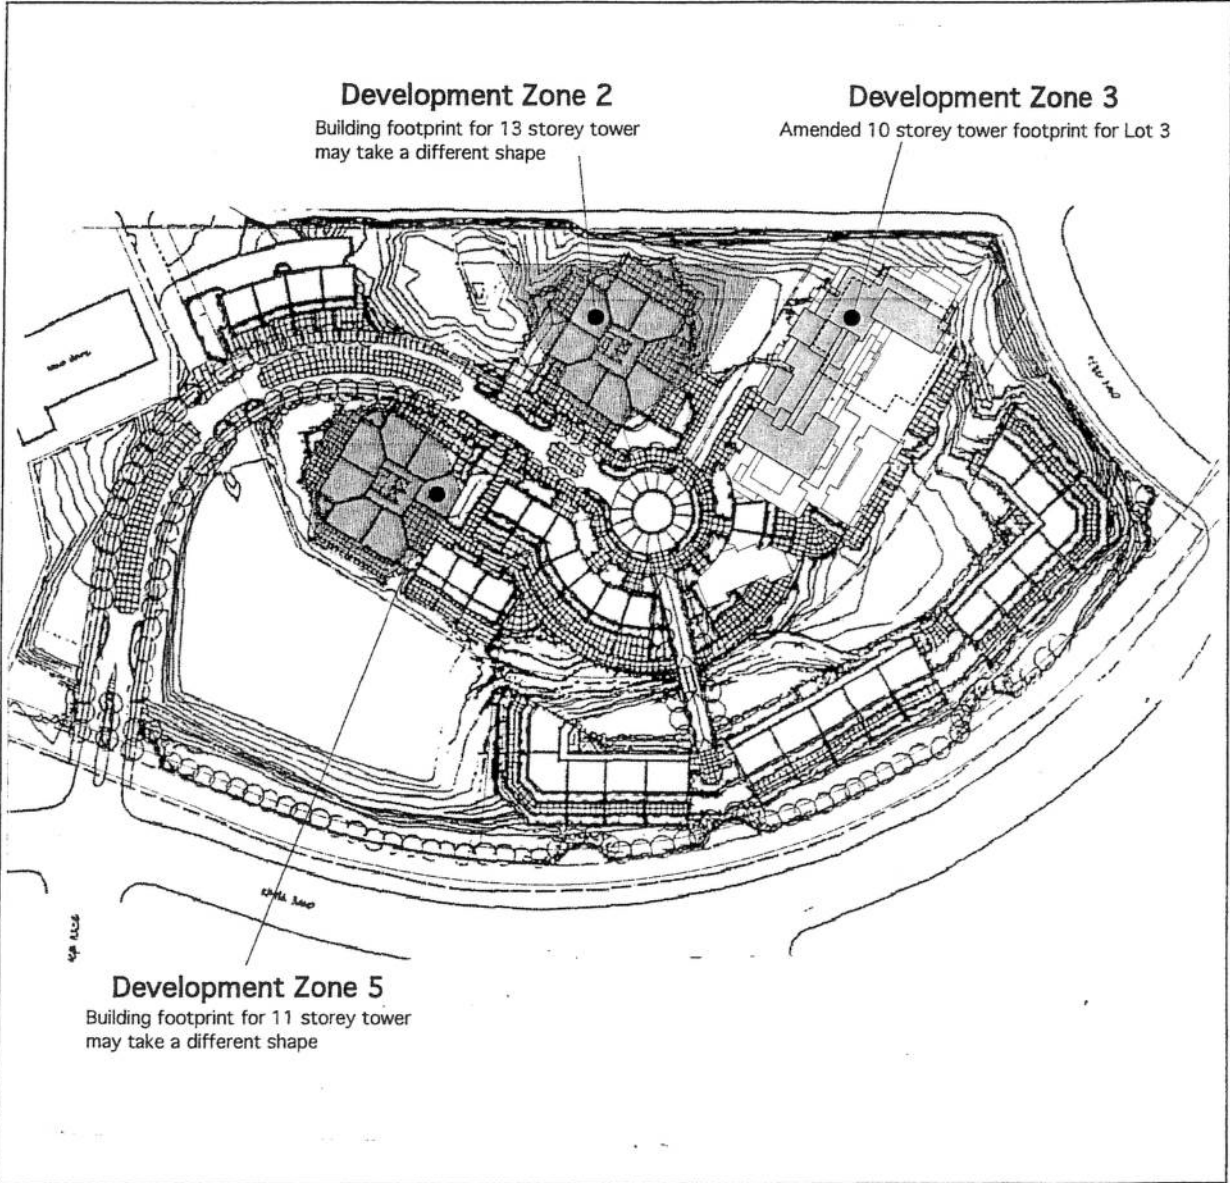 Development Zone 2
Building footprint for 13 storey tower
may take a different shape
Development Zone 3
Amended 10 storey tower footprint for Lot 3
Development Zone 5
Building footprint for 11 storey tower
may take a different shape